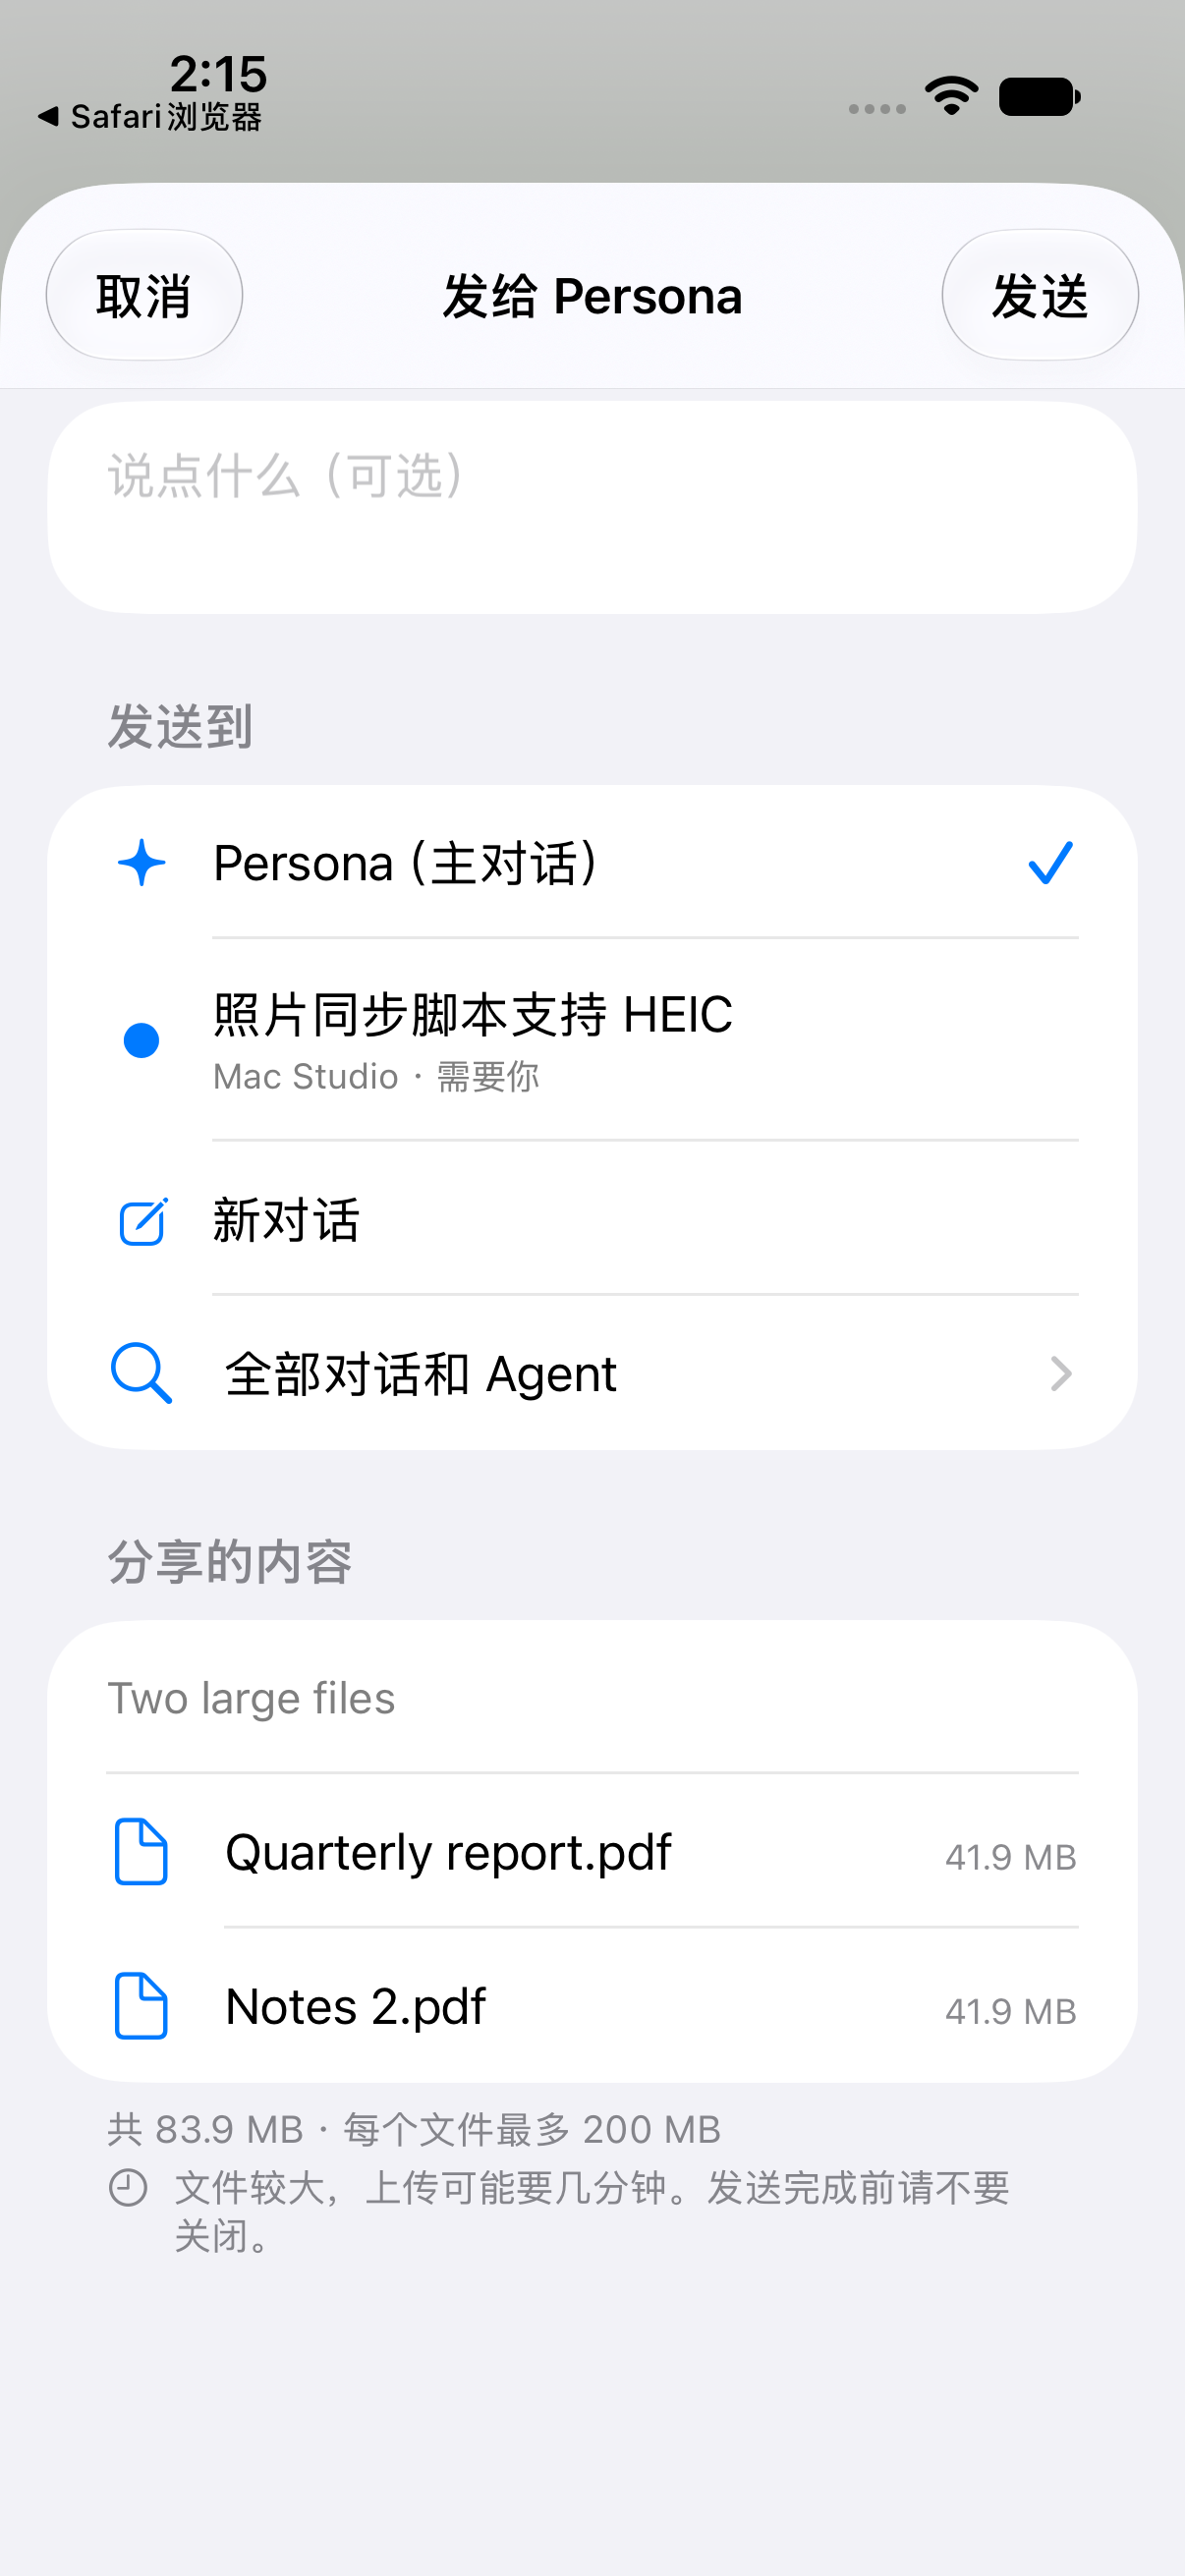 2:15
Safari浏览器
取消
发给 Persona
发送
说点什么（可选）
发送到
Persona（主对话）
照片同步脚本支持 HEIC
Mac Studio · 需要你
新对话
全部对话和 Agent
分享的内容
Two large files
Quarterly report.pdf 41.9 MB
Notes 2.pdf 41.9 MB
共 83.9 MB · 每个文件最多 200 MB
文件较大，上传可能要几分钟。发送完成前请不要
关闭。